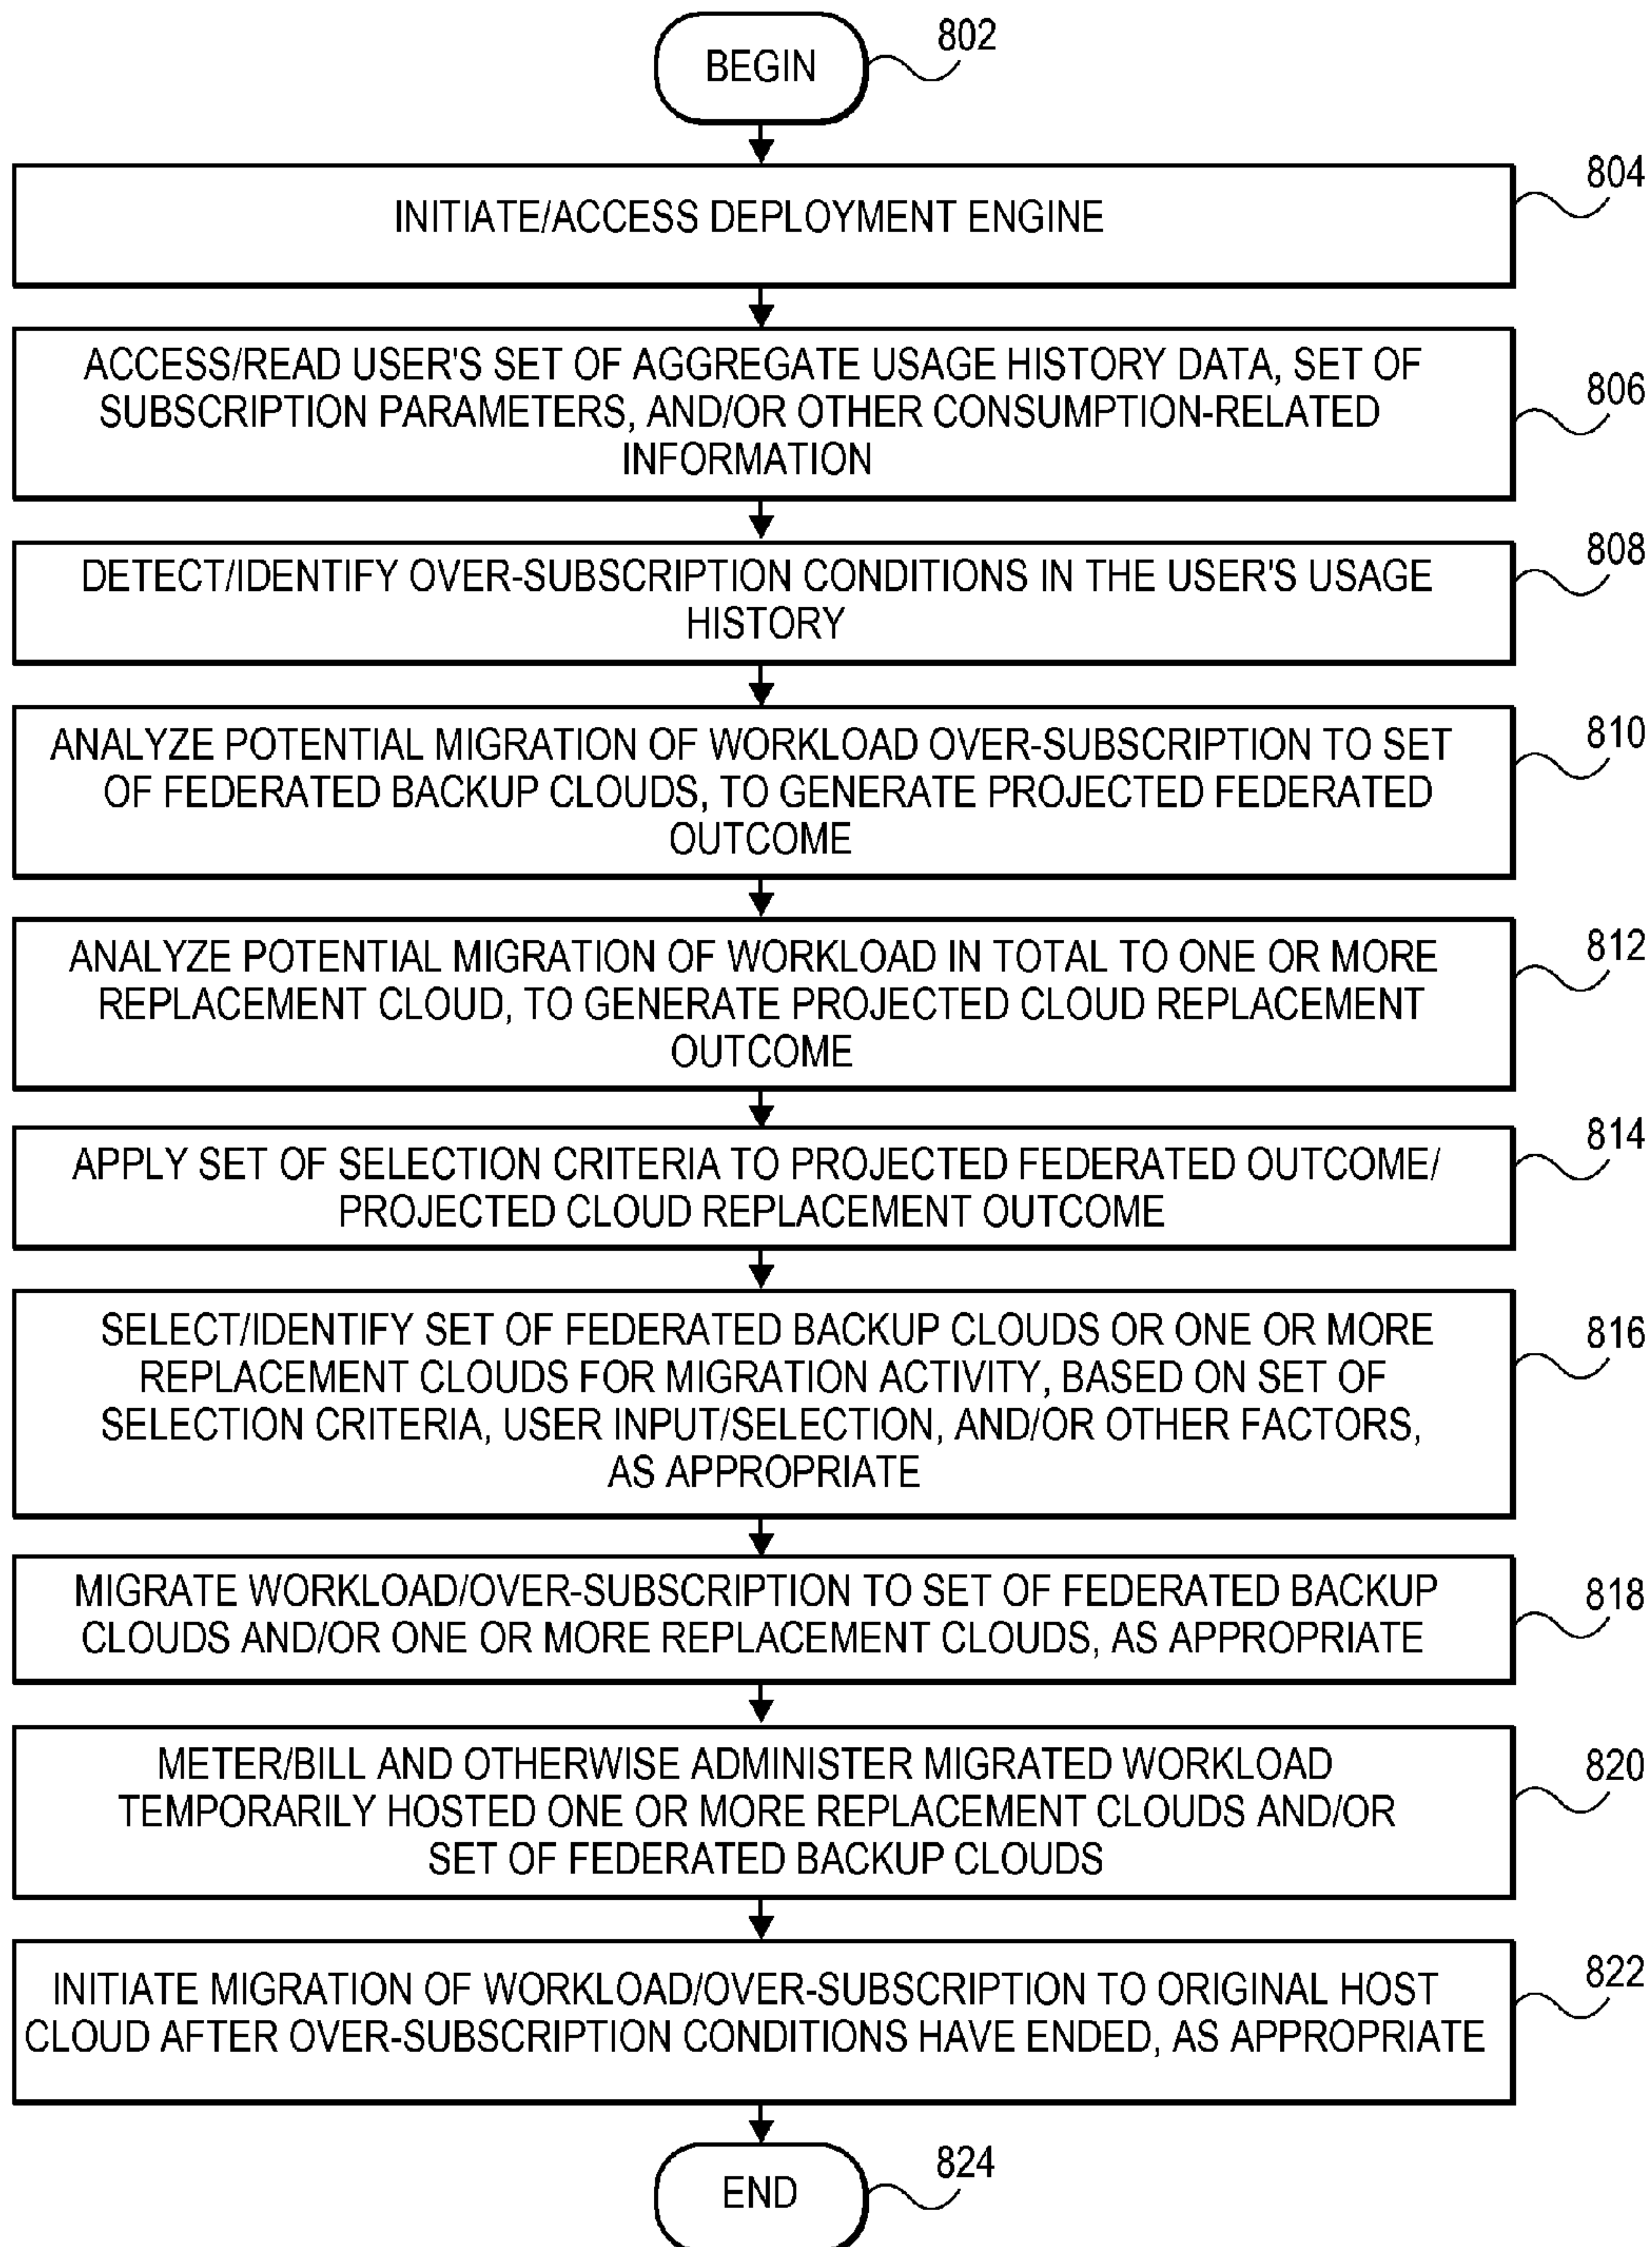 BEGIN
802
804
INITIATE/ACCESS DEPLOYMENT ENGINE
ACCESS/READ USER'S SET OF AGGREGATE USAGE HISTORY DATA, SET OF
SUBSCRIPTION PARAMETERS, AND/OR OTHER CONSUMPTION-RELATED
INFORMATION
806
DETECT/IDENTIFY OVER-SUBSCRIPTION CONDITIONS IN THE USER'S USAGE
HISTORY
808
ANALYZE POTENTIAL MIGRATION OF WORKLOAD OVER-SUBSCRIPTION TO SET
OF FEDERATED BACKUP CLOUDS, TO GENERATE PROJECTED FEDERATED
OUTCOME
810
ANALYZE POTENTIAL MIGRATION OF WORKLOAD IN TOTAL TO ONE OR MORE
REPLACEMENT CLOUD, TO GENERATE PROJECTED CLOUD REPLACEMENT
OUTCOME
812
APPLY SET OF SELECTION CRITERIA TO PROJECTED FEDERATED OUTCOME/
PROJECTED CLOUD REPLACEMENT OUTCOME
814
SELECT/IDENTIFY SET OF FEDERATED BACKUP CLOUDS OR ONE OR MORE
REPLACEMENT CLOUDS FOR MIGRATION ACTIVITY, BASED ON SET OF
SELECTION CRITERIA, USER INPUT/SELECTION, AND/OR OTHER FACTORS,
AS APPROPRIATE
816
MIGRATE WORKLOAD/OVER-SUBSCRIPTION TO SET OF FEDERATED BACKUP
CLOUDS AND/OR ONE OR MORE REPLACEMENT CLOUDS, AS APPROPRIATE
818
METER/BILL AND OTHERWISE ADMINISER MIGRATED WORKLOAD
TEMPORARILY HOSTED ONE OR MORE REPLACEMENT CLOUDS AND/OR
SET OF FEDERATED BACKUP CLOUDS
820
INITIATE MIGRATION OF WORKLOAD/OVER-SUBSCRIPTION TO ORIGINAL HOST
CLOUD AFTER OVER-SUBSCRIPTION CONDITIONS HAVE ENDED, AS APPROPRIATE
822
END
824